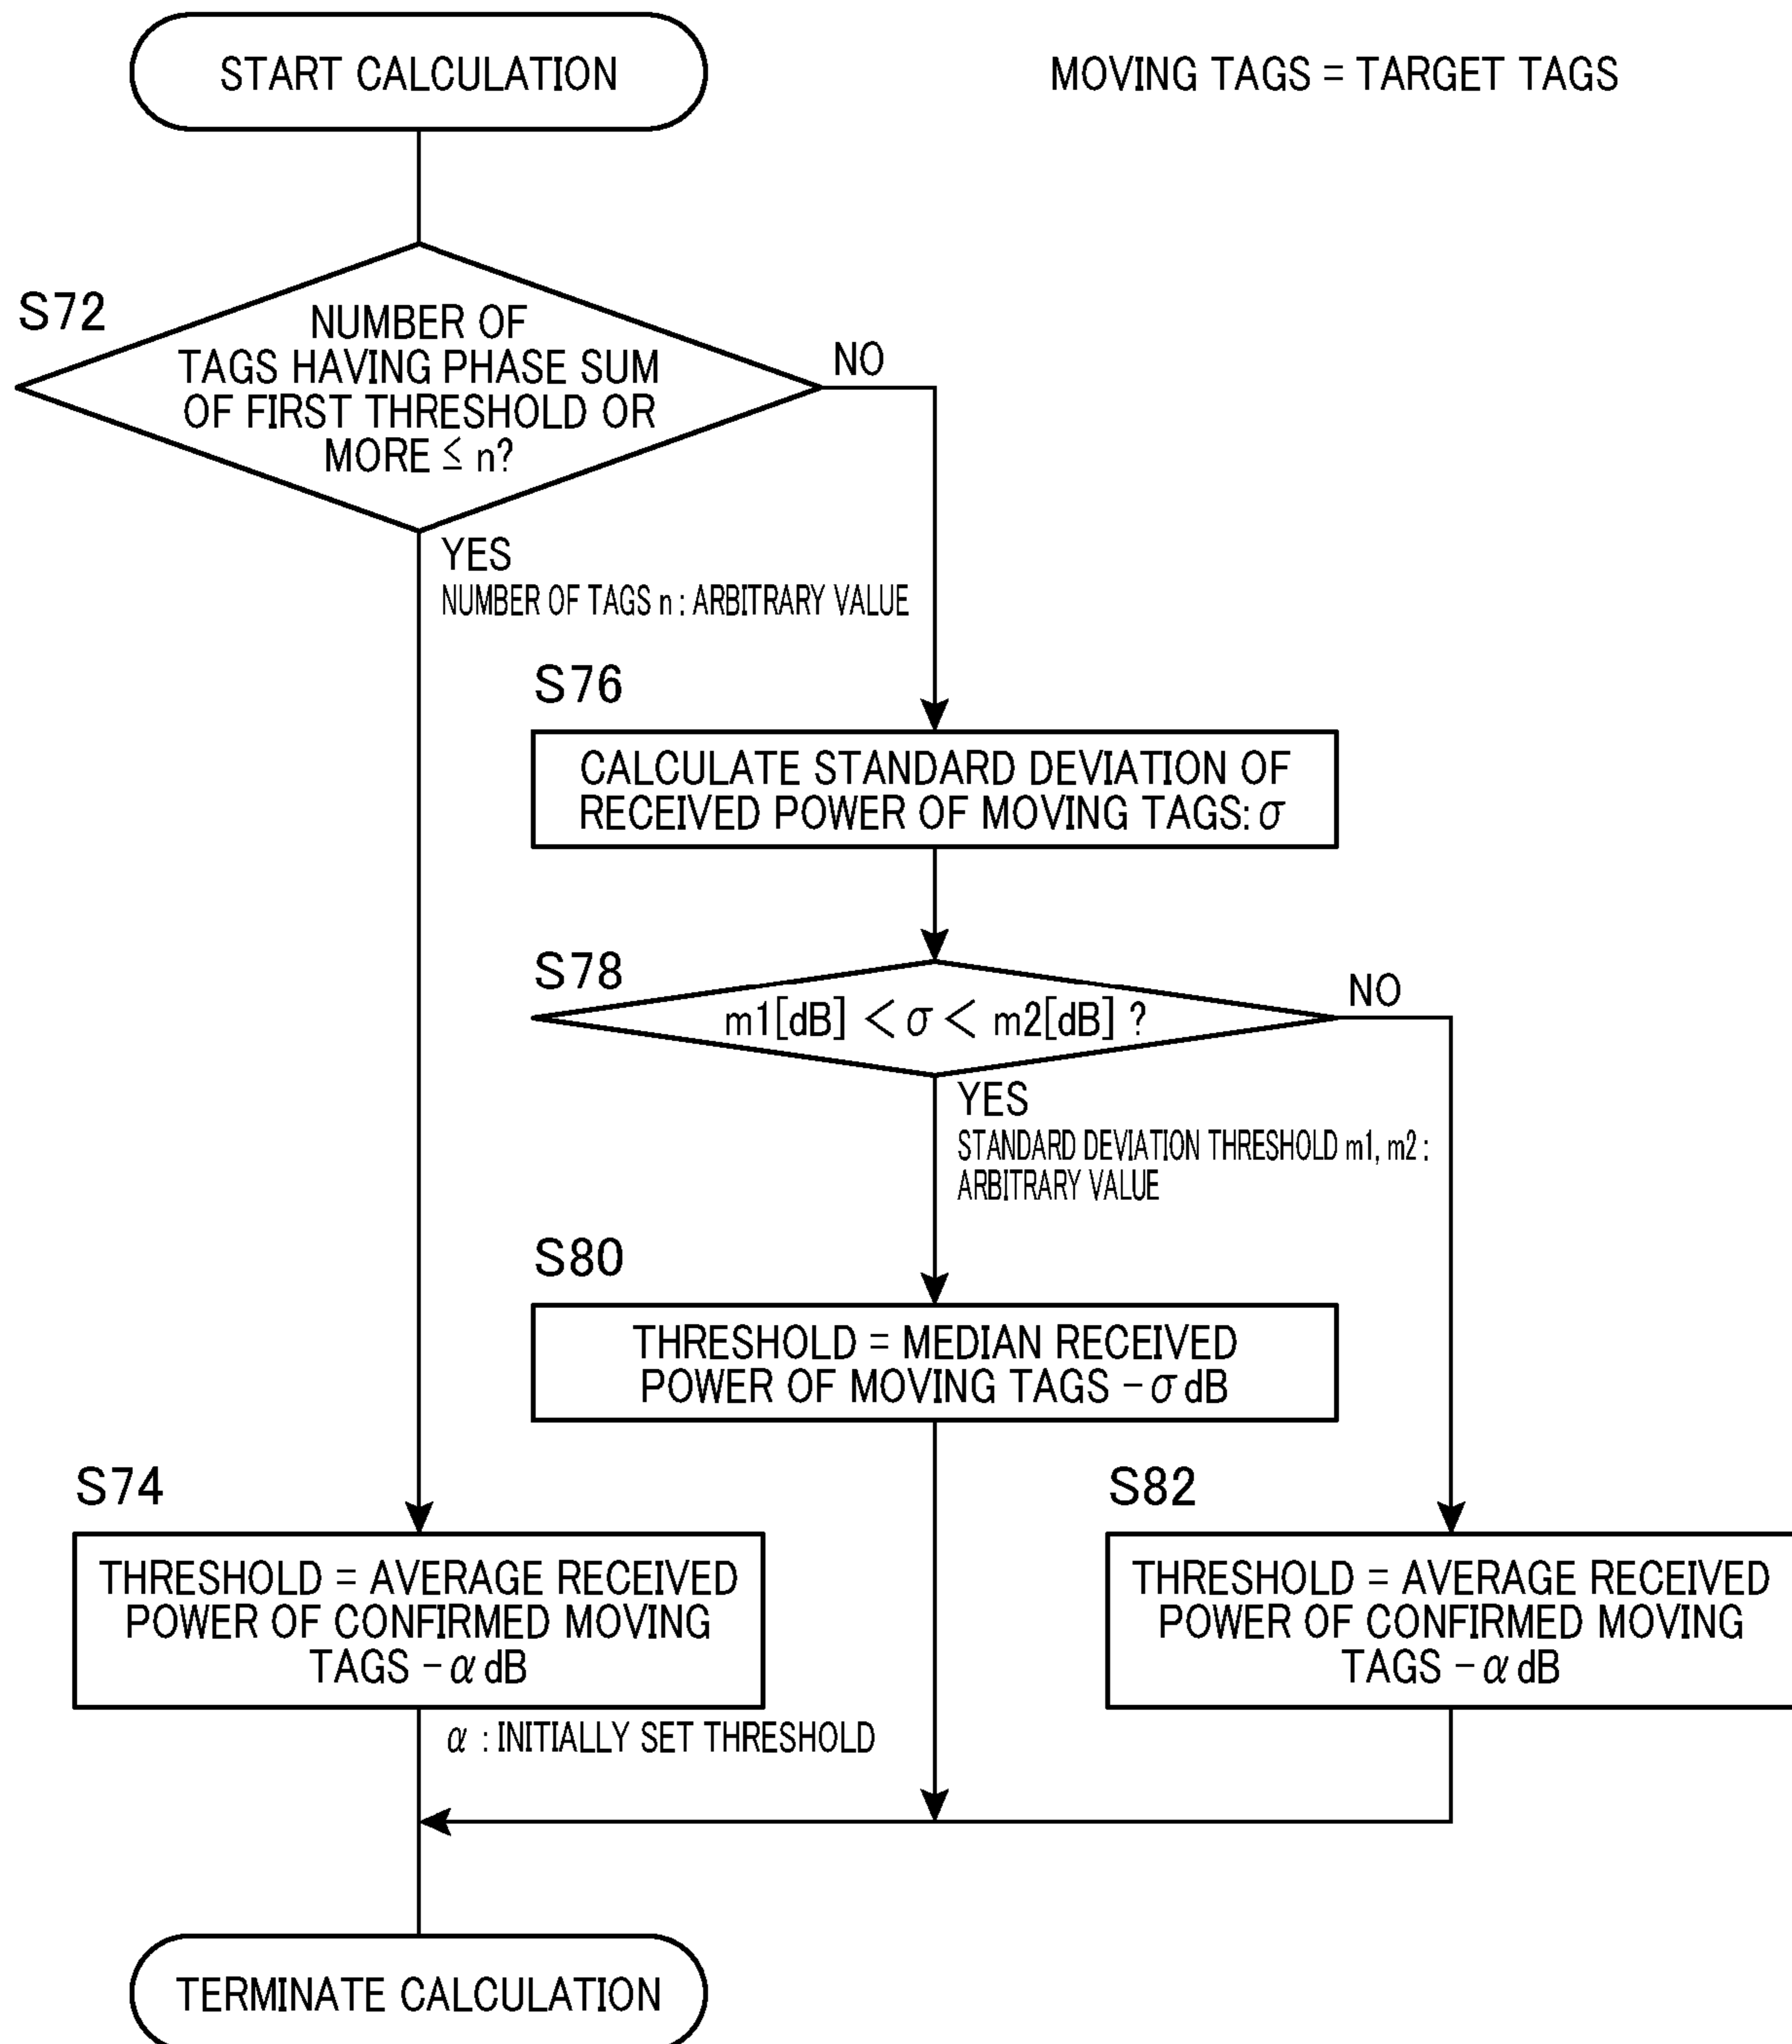 START CALCULATION
MOVING TAGS = TARGET TAGS
S72
NUMBER OF
TAGS HAVING PHASE SUM
OF FIRST THRESHOLD OR
MORE ≦ n?
NO
YES
NUMBER OF TAGS n : ARBITRARY VALUE
S76
CALCULATE STANDARD DEVIATION OF
RECEIVED POWER OF MOVING TAGS: σ
S78
m1[dB] < σ < m2[dB] ?
NO
YES
STANDARD DEVIATION THRESHOLD m1, m2 :
ARBITRARY VALUE
S80
THRESHOLD = MEDIAN RECEIVED
POWER OF MOVING TAGS − σ dB
S74
THRESHOLD = AVERAGE RECEIVED
POWER OF CONFIRMED MOVING
TAGS − α dB
α : INITIALLY SET THRESHOLD
S82
THRESHOLD = AVERAGE RECEIVED
POWER OF CONFIRMED MOVING
TAGS − α dB
TERMINATE CALCULATION